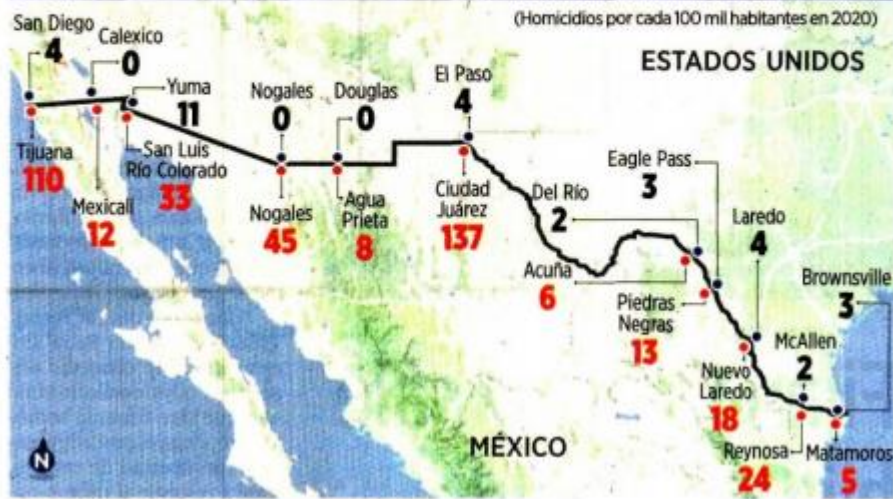 (Homicidios por cada 100 mil habitantes en 2020)
ESTADOS UNIDOS
San Diego
4
Calexico
0
Yuma
11
Nogales
0
Douglas
0
El Paso
4
Del Río
2
Eagle Pass
3
Laredo
4
McAllen
2
Brownsville
3
Tijuana
110
Mexicali
12
San Luis
Río Colorado
33
Nogales
45
Agua
Prieta
8
Ciudad
Juárez
137
Acuña
6
Piedras
Negras
13
Nuevo
Laredo
18
Reynosa
24
Matamoros
5
MÉXICO
N